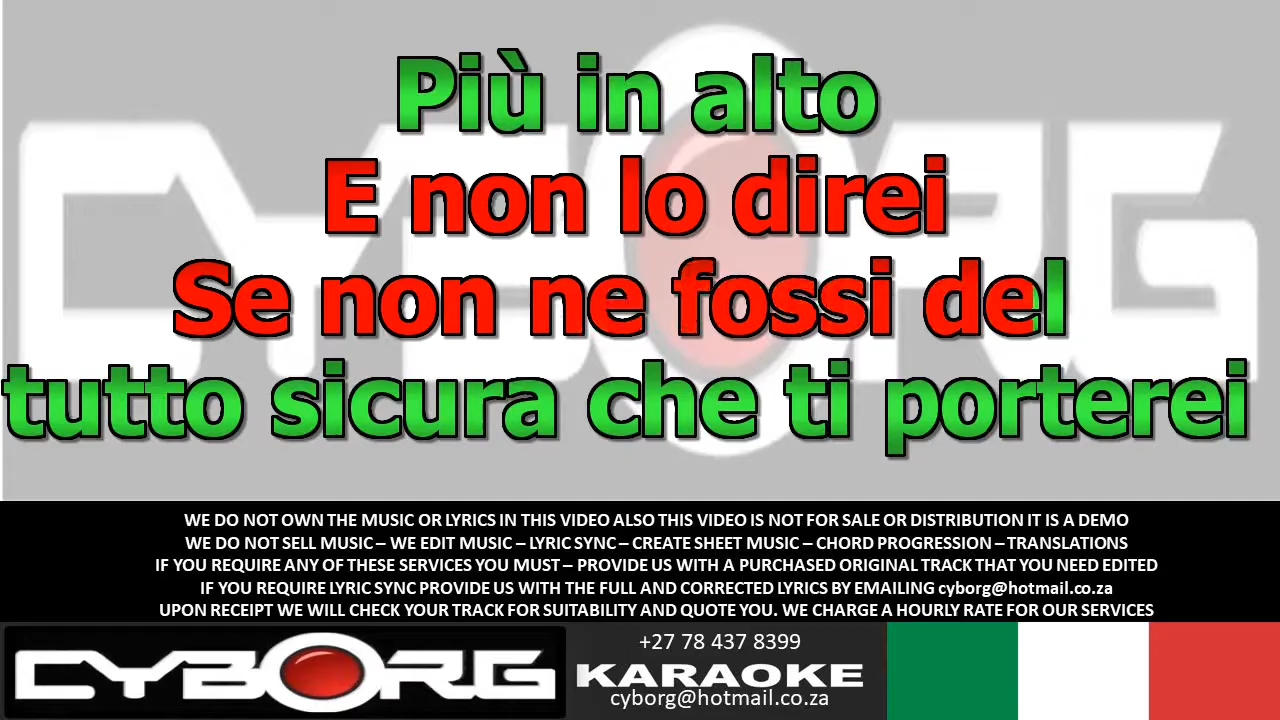 Più in alto
E non lo direi
Se non ne fossi del
tutto sicura che ti porterei
CYBORG
WE DO NOT OWN THE MUSIC OR LYRICS IN THIS VIDEO ALSO THIS VIDEO IS NOT FOR SALE OR DISTRIBUTION IT IS A DEMO
WE DO NOT SELL MUSIC – WE EDIT MUSIC – LYRIC SYNC – CREATE SHEET MUSIC – CHORD PROGRESSION – TRANSLATIONS
IF YOU REQUIRE ANY OF THESE SERVICES YOU MUST – PROVIDE US WITH A PURCHASED ORIGINAL TRACK THAT YOU NEED EDITED
IF YOU REQUIRE LYRIC SYNC PROVIDE US WITH THE FULL AND CORRECTED LYRICS BY EMAILING cyborg@hotmail.co.za
UPON RECEIPT WE WILL CHECK YOUR TRACK FOR SUITABILITY AND QUOTE YOU. WE CHARGE A HOURLY RATE FOR OUR SERVICES
CYBORG
+27 78 437 8399
KARAOKE
cyborg@hotmail.co.za